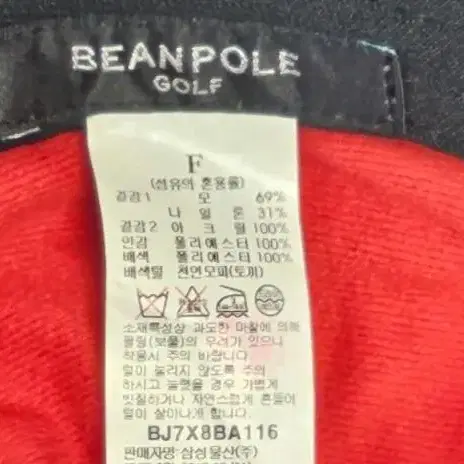 BEANPOLE
GOLF
F
(섬유의 혼용률)
겉감1 모 69%
나 일 론 31%
겉감2 아 크 릴 100%
안감 폴리에스터 100%
배색 폴리에스터 100%
배색털 천연모피(토끼)
소재특성상 과도한 마찰에 의해
필링(보풀)의 우려가 있으니
착용시 주의 바랍니다.
털이 눌리지 않도록 주의
하시고 눌렸을 경우 가볍게
빗질하거나 자연스럽게 흔들어
털이 살아나게 합니다.
BJ7X8BA116
판매자명:삼성물산(주)